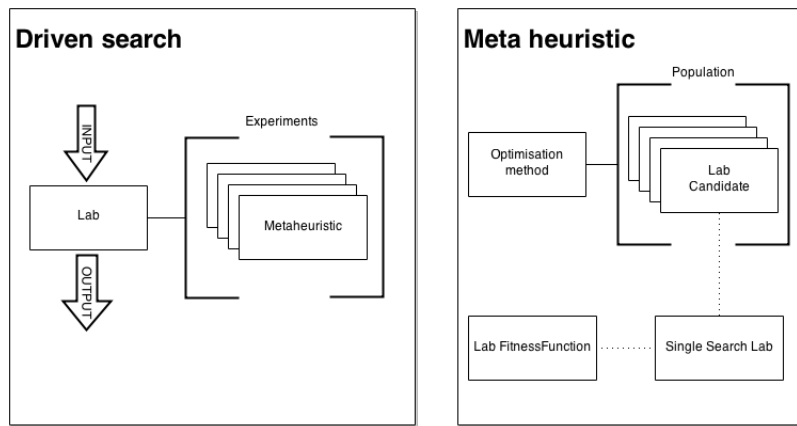 Driven search
INPUT
Lab
OUTPUT
Experiments
Metaheuristic
Meta heuristic
Population
Optimisation
method
Lab
Candidate
Lab FitnessFunction
Single Search Lab